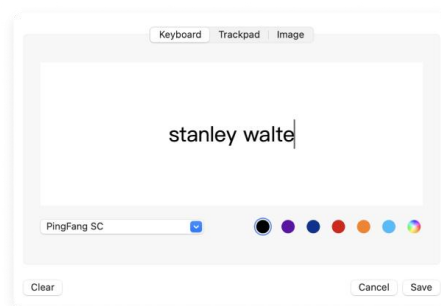 Keyboard Trackpad Image
stanley walte
PingFang SC
Clear Cancel Save